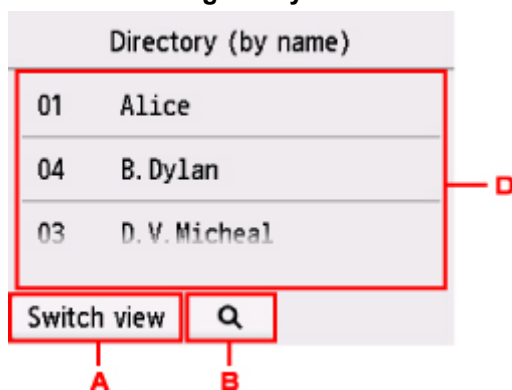 Directory (by name)
01 Alice
04 B.Dylan
03 D.V.Micheal
D
Switch view
A B